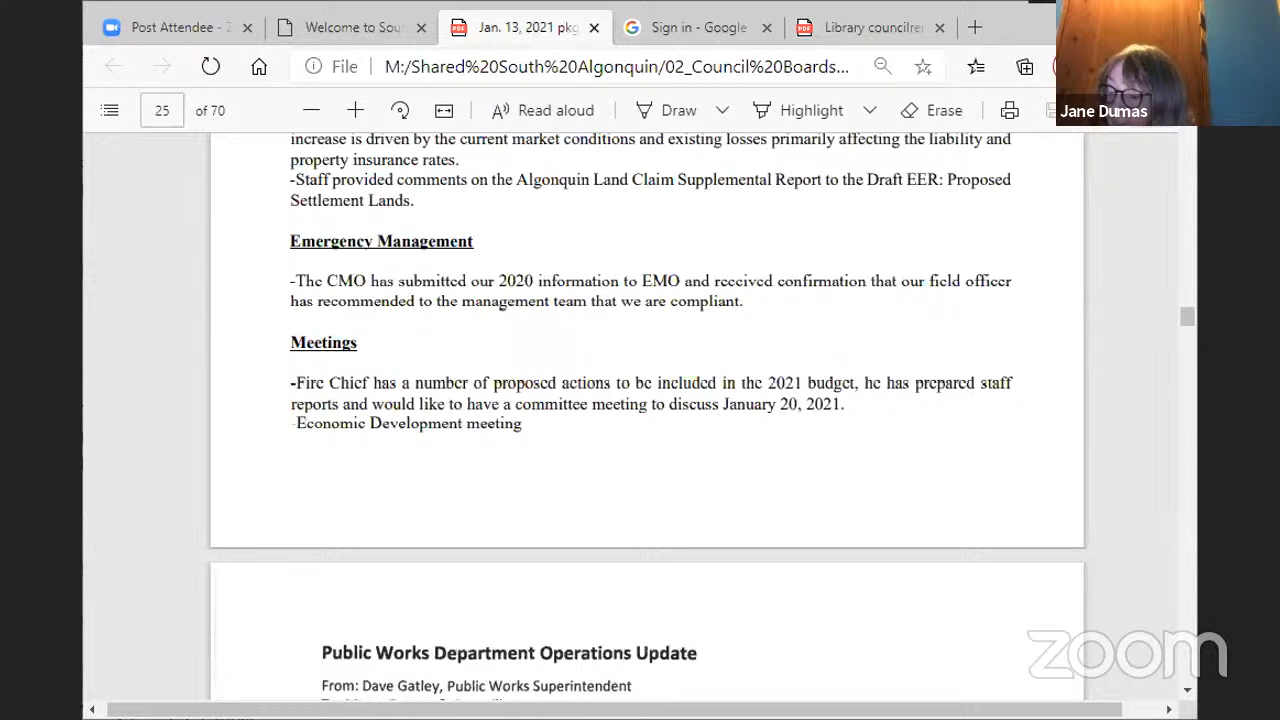 Post Attendee - Z
Welcome to Sou
Jan. 13, 2021 pkg
Sign in - Google
Library councilre
File
M:/Shared%20South%20Algonquin/02_Council%20Boards...
25 of 70
Read aloud
Draw
Highlight
Erase
Jane Dumas
increase is driven by the current market conditions and existing losses primarily affecting the liability and
property insurance rates.
-Staff provided comments on the Algonquin Land Claim Supplemental Report to the Draft EER: Proposed
Settlement Lands.
Emergency Management
-The CMO has submitted our 2020 information to EMO and received confirmation that our field officer
has recommended to the management team that we are compliant.
Meetings
-Fire Chief has a number of proposed actions to be included in the 2021 budget, he has prepared staff
reports and would like to have a committee meeting to discuss January 20, 2021.
-Economic Development meeting
Public Works Department Operations Update
From: Dave Gatley, Public Works Superintendent
zoom